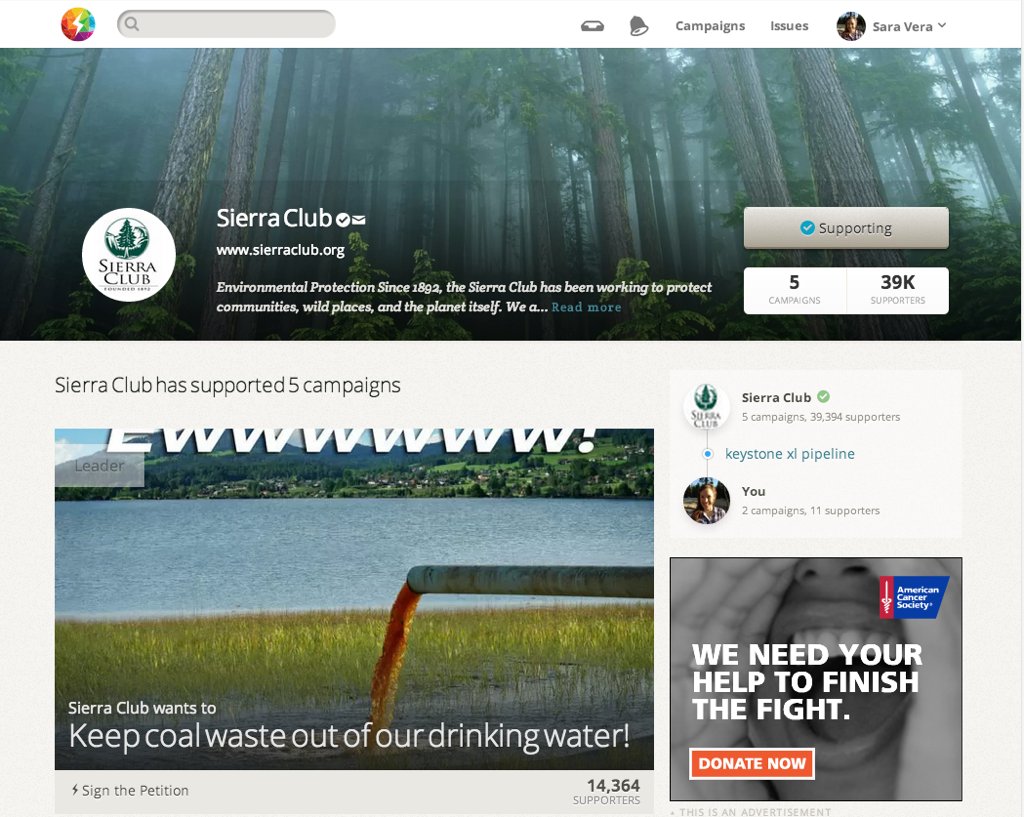 Campaigns
Issues
Sara Vera
SIERRA
CLUB
FOUNDED 1892
Sierra Club
www.sierraclub.org
Environmental Protection Since 1892, the Sierra Club has been working to protect
communities, wild places, and the planet itself. We a... Read more
Supporting
5
CAMPAIGNS
39K
SUPPORTERS
Sierra Club has supported 5 campaigns
Ewwwwwww!
Leader
Sierra Club wants to
Keep coal waste out of our drinking water!
Sign the Petition
14,364
SUPPORTERS
SIERRA
CLUB
Sierra Club
5 campaigns, 39,394 supporters
keystone xl pipeline
You
2 campaigns, 11 supporters
American
Cancer
Society®
WE NEED YOUR
HELP TO FINISH
THE FIGHT.
DONATE NOW
THIS IS AN ADVERTISEMENT